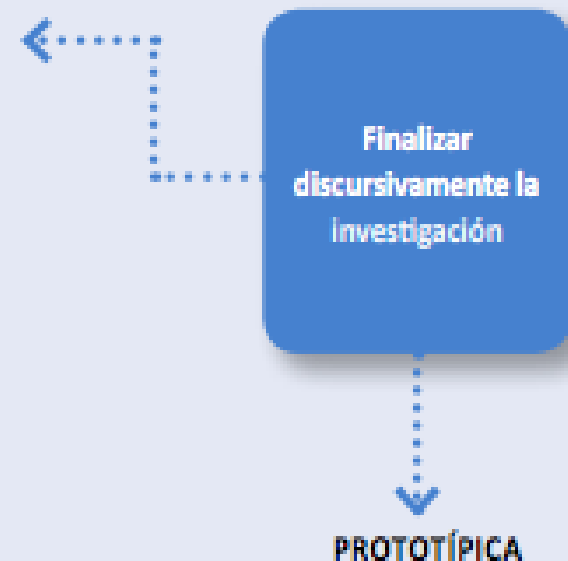 Finalizar
discursivamente la
investigación
PROTOTÍPICA